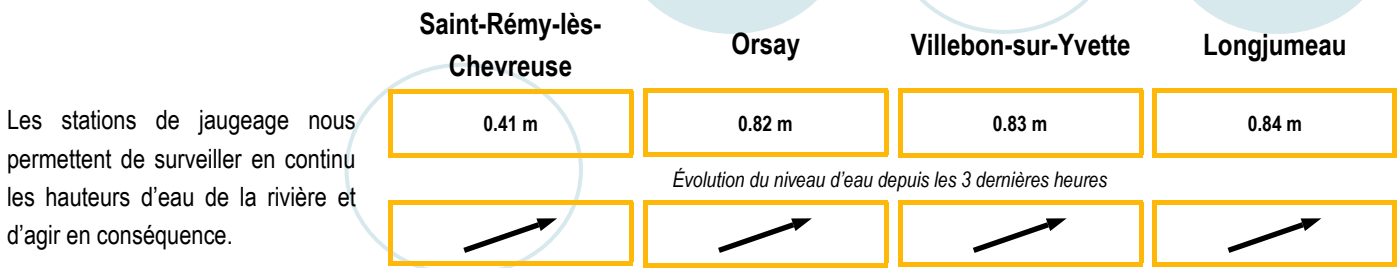 Saint-Rémy-lès-
Chevreuse
Orsay
Villebon-sur-Yvette
Longjumeau
Les stations de jaugeage nous
permettent de surveiller en continu
les hauteurs d'eau de la rivière et
d'agir en conséquence.
0.41 m
0.82 m
0.83 m
0.84 m
Évolution du niveau d'eau depuis les 3 dernières heures